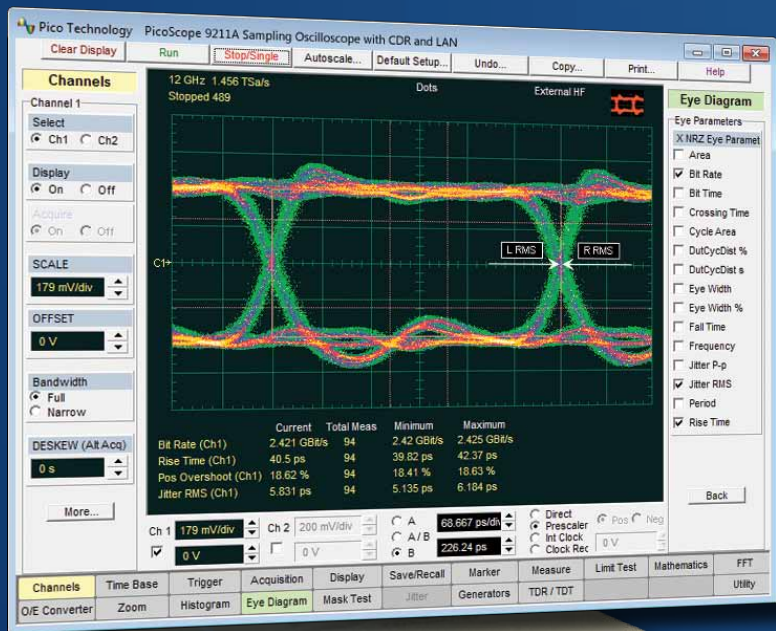 Pico Technology PicoScope 9211A Sampling Oscilloscope with CDR and LAN
Clear Display Run Stop/Single Autoscale... Default Setup... Undo... Copy... Print... Help
Channels
Channel 1
Select
Ch1 Ch2
Display
On Off
Acquire
On Off
SCALE
179 mV/div
OFFSET
0 V
Bandwidth
Full
Narrow
DESKEW (Alt Acq)
0 s
More...
12 GHz 1.456 TSa/s
Stopped 489
Dots
External HF
C1
L RMS R RMS
Current Total Meas Minimum Maximum
Bit Rate (Ch1) 2.421 GBit/s 94 2.42 GBit/s 2.425 GBit/s
Rise Time (Ch1) 40.5 ps 94 39.82 ps 42.37 ps
Pos Overshoot (Ch1) 18.62 % 94 18.41 % 18.63 %
Jitter RMS (Ch1) 5.831 ps 94 5.135 ps 6.184 ps
Eye Diagram
Eye Parameters
X NRZ Eye Paramet
Area
Bit Rate
Bit Time
Crossing Time
Cycle Area
DutCycDist %
DutCycDist s
Eye Width
Eye Width %
Fall Time
Frequency
Jitter P-p
Jitter RMS
Period
Rise Time
Back
Ch 1 179 mV/div Ch 2 200 mV/div A 68.667 ps/div Direct
A / B Prescaler Pos Neg
0 V 0 V B 226.24 ps Int Clock 0 V
Clock Rec
Channels Time Base Trigger Acquisition Display Save/Recall Marker Measure Limit Test Mathematics FFT
O/E Converter Zoom Histogram Eye Diagram Mask Test Jitter Generators TDR / TDT Utility